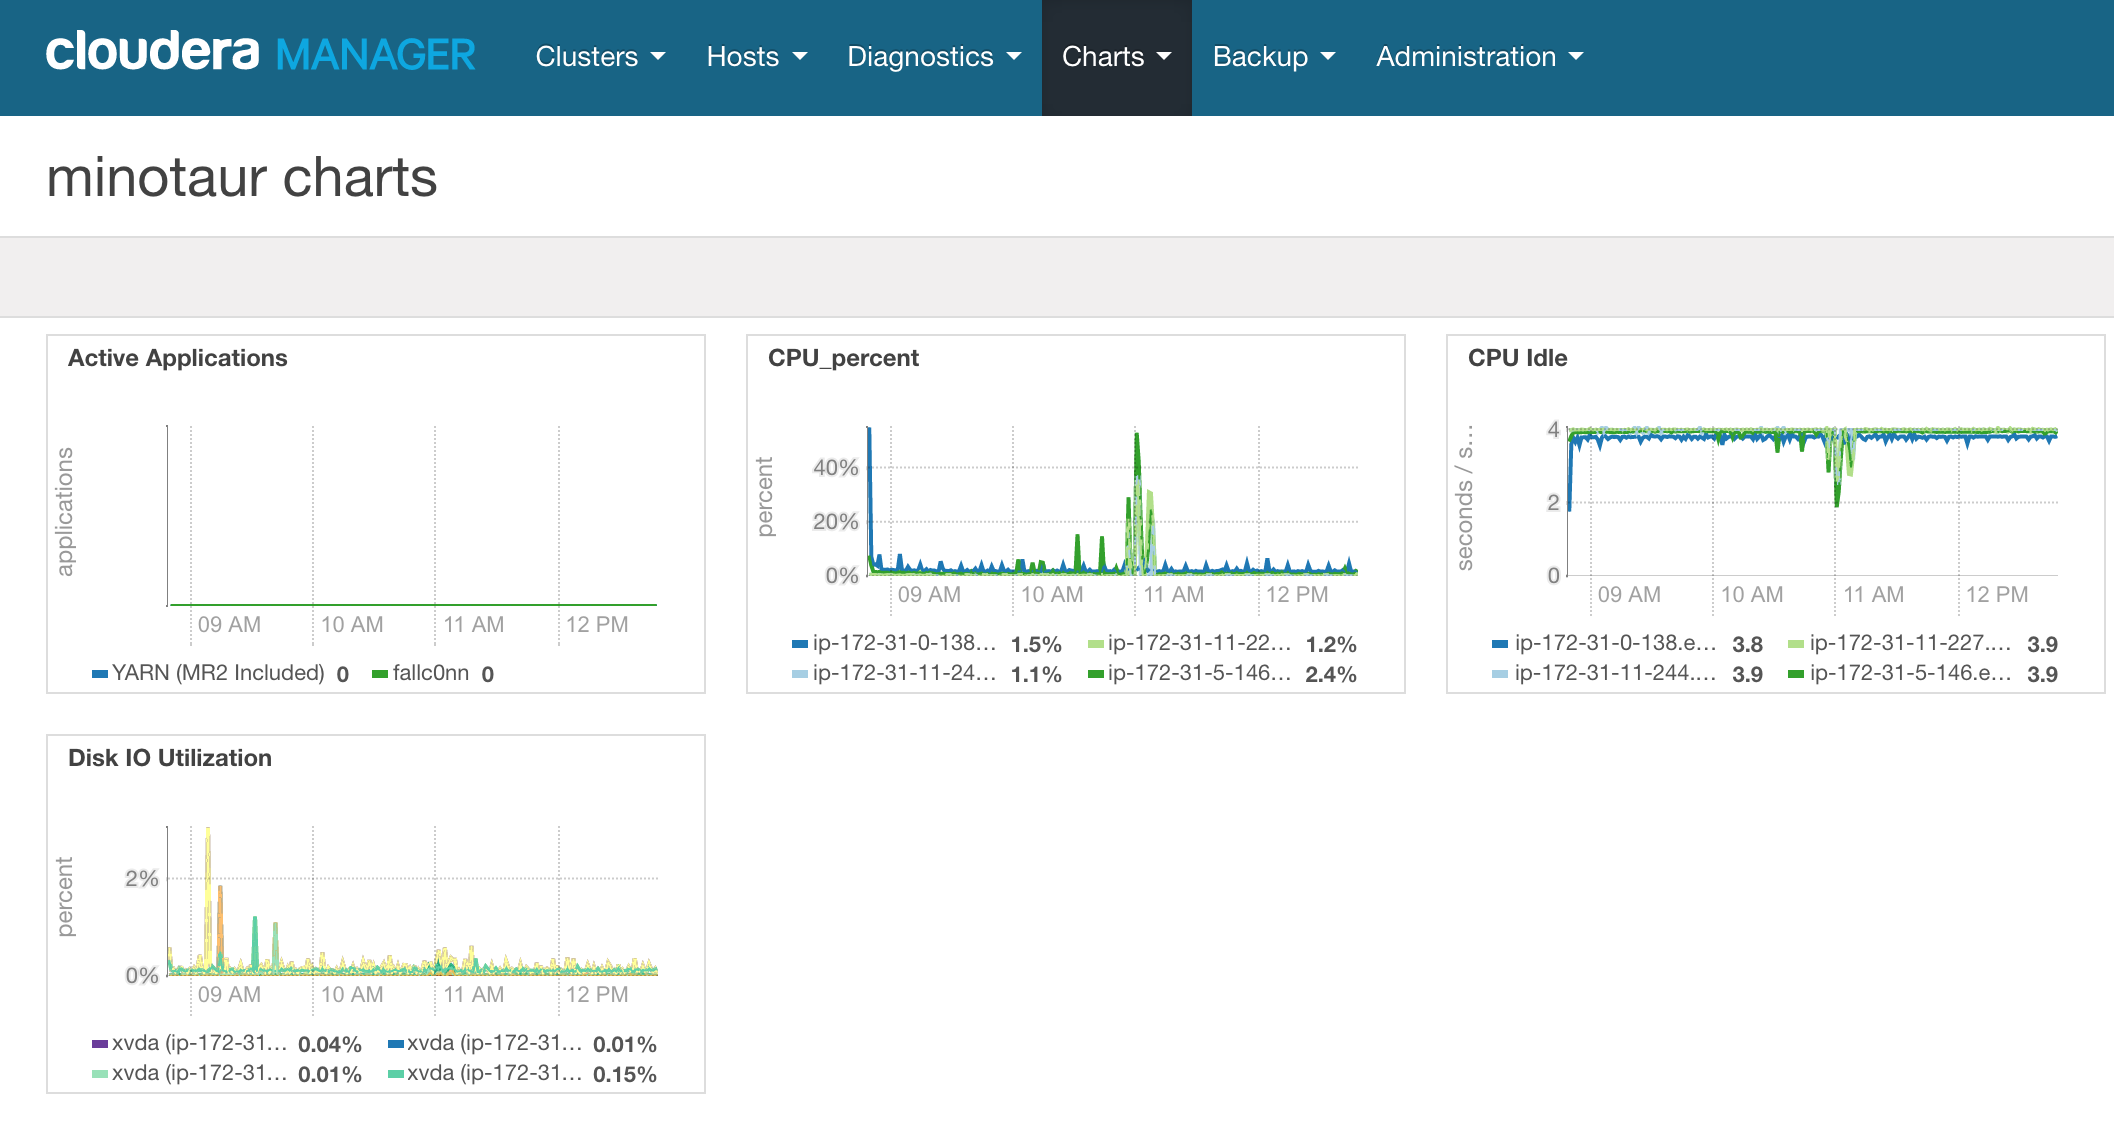 cloudera MANAGER Clusters Hosts Diagnostics Charts Backup Administration
minotaur charts
Active Applications
applications
09 AM 10 AM 11 AM 12 PM
YARN (MR2 Included) 0 fallc0nn 0
CPU_percent
percent
40%
20%
0%
09 AM 10 AM 11 AM 12 PM
ip-172-31-0-138... 1.5% ip-172-31-11-22... 1.2%
ip-172-31-11-24... 1.1% ip-172-31-5-146... 2.4%
CPU Idle
seconds / s...
4
2
0
09 AM 10 AM 11 AM 12 PM
ip-172-31-0-138.e... 3.8 ip-172-31-11-227.... 3.9
ip-172-31-11-244.... 3.9 ip-172-31-5-146.e... 3.9
Disk IO Utilization
percent
2%
0%
09 AM 10 AM 11 AM 12 PM
xvda (ip-172-31... 0.04% xvda (ip-172-31... 0.01%
xvda (ip-172-31... 0.01% xvda (ip-172-31... 0.15%